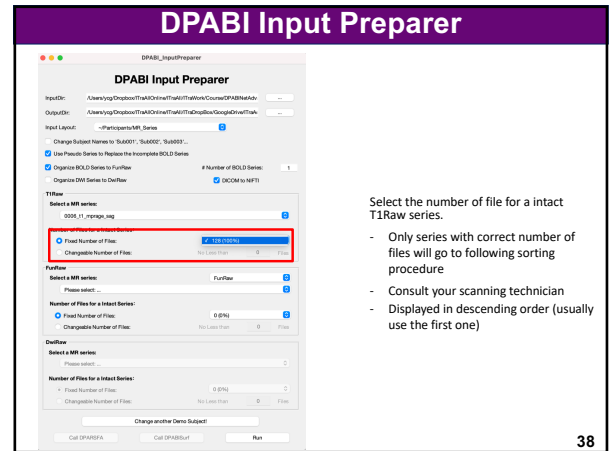 DPABI Input Preparer
DPABI_InputPreparer
DPABI Input Preparer
InputDir: /Users/ycg/Dropbox/ITraAllOnline/ITraAll/ITraWork/Course/DPABINetAdv ...
OutputDir: /Users/ycg/Dropbox/ITraAllOnline/ITraAll/ITraDropBox/GoogleDrive/ITraA ...
Input Layout: ~/Participants/MR_Series
Change Subject Names to 'Sub001', 'Sub002', 'Sub003'...
Use Pseudo Series to Replace the Incomplete BOLD Series
Organize BOLD Series to FunRaw # Number of BOLD Series: 1
Organize DWI Series to DwiRaw DICOM to NIFTI
T1Raw
Select a MR series:
0006_t1_mprage_sag
Number of Files for a Intact Series:
Fixed Number of Files: ✓ 128 (100%)
Changeable Number of Files: No Less than 0 Files
FunRaw
Select a MR series: FunRaw
Please select: ...
Number of Files for a Intact Series:
Fixed Number of Files: 0 (0%)
Changeable Number of Files: No Less than 0 Files
DwiRaw
Select a MR series:
Please select: ...
Number of Files for a Intact Series:
Fixed Number of Files: 0 (0%)
Changeable Number of Files: No Less than 0 Files
Change another Demo Subject!
Call DPARSFA Call DPABISurf Run
Select the number of file for a intact
T1Raw series.
- Only series with correct number of
files will go to following sorting
procedure
- Consult your scanning technician
- Displayed in descending order (usually
use the first one)
38